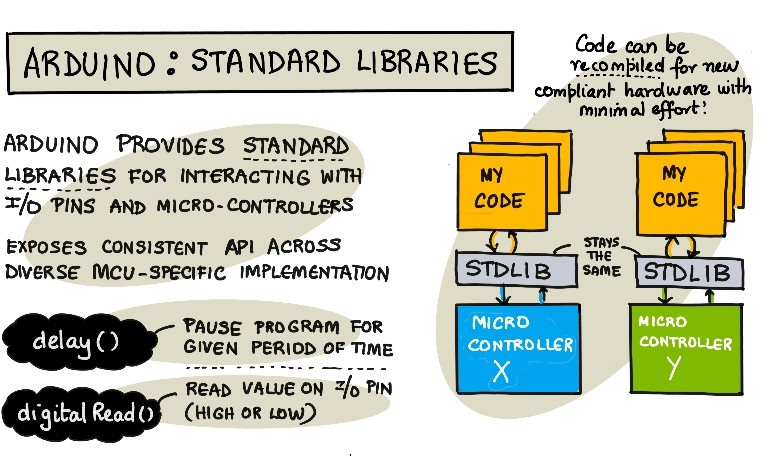 ARDUINO: STANDARD LIBRARIES
ARDUINO PROVIDES STANDARD
LIBRARIES FOR INTERACTING WITH
I/O PINS AND MICRO-CONTROLLERS
EXPOSES CONSISTENT API ACROSS
DIVERSE MCU-SPECIFIC IMPLEMENTATION
delay()
PAUSE PROGRAM FOR
GIVEN PERIOD OF TIME
digitalRead()
READ VALUE ON I/O PIN
(HIGH OR LOW)
Code can be
recompiled for new
compliant hardware with
minimal effort!
MY
CODE
STDLIB
MICRO
CONTROLLER
X
STAYS
THE
SAME
MY
CODE
STDLIB
MICRO
CONTROLLER
Y